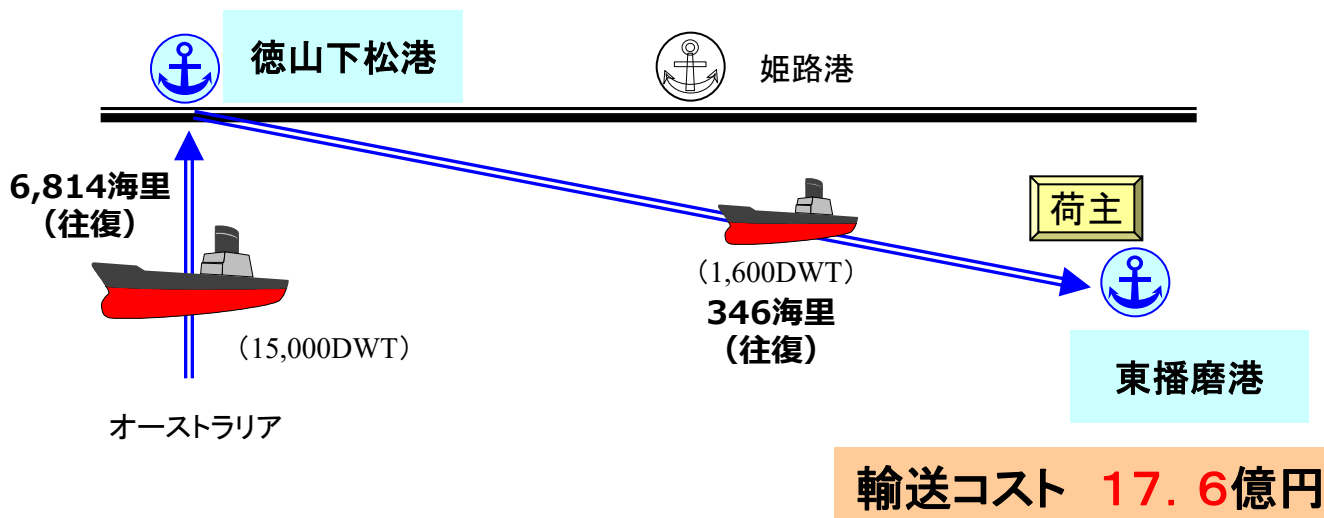 徳山下松港
姫路港
6,814海里
（往復）
荷主
（1,600DWT）
346海里
（往復）
（15,000DWT）
東播磨港
オーストラリア
輸送コスト　１７．６億円